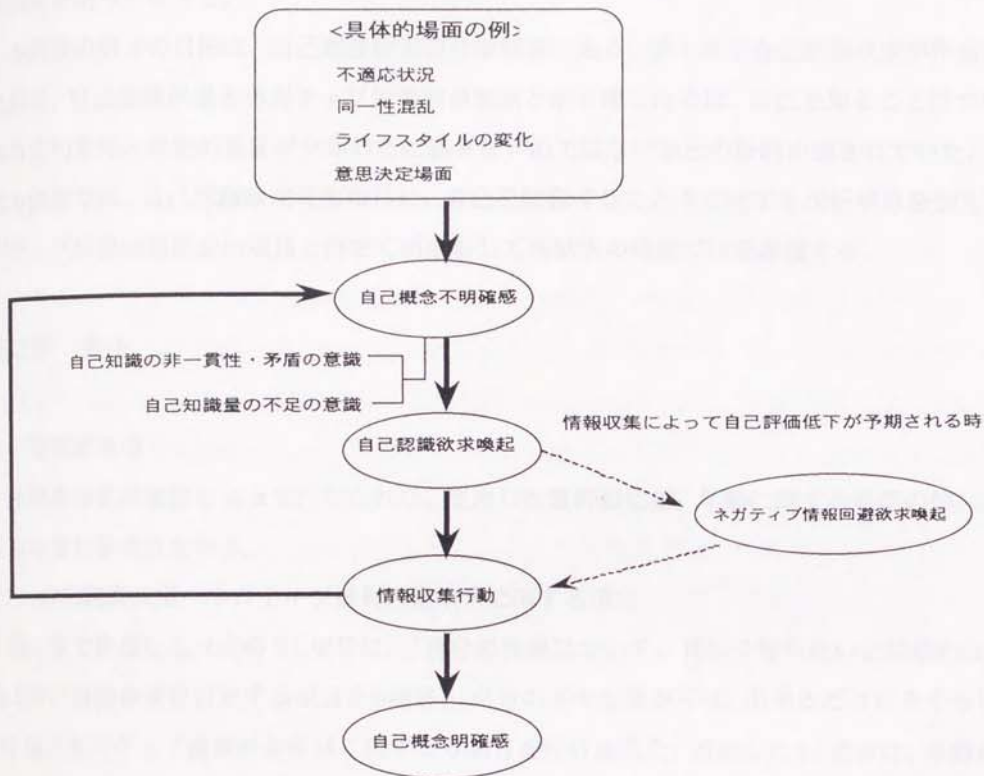 <具体的場面の例>
不適応状況
同一性混乱
ライフスタイルの変化
意思決定場面
自己概念不明確感
自己知識の非一貫性・矛盾の意識
自己知識量の不足の意識
情報収集によって自己評価低下が予期される時
自己認識欲求喚起
ネガティブ情報回避欲求喚起
情報収集行動
自己概念明確感